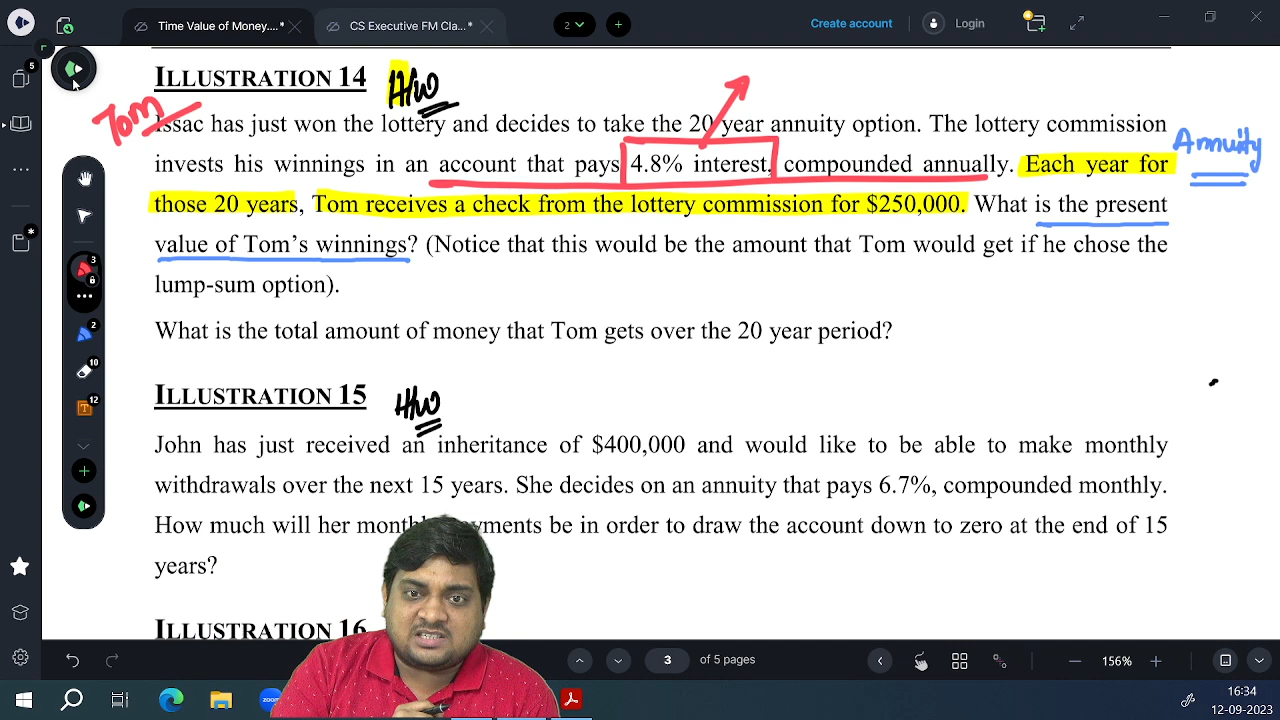 Time Value of Money....*
CS Executive FM Cla...*
2
Create account
Login
5
ILLUSTRATION 14
H/W
Tom
Issac has just won the lottery and decides to take the 20 year annuity option. The lottery commission
invests his winnings in an account that pays 4.8% interest, compounded annually. Each year for
Annuity
those 20 years, Tom receives a check from the lottery commission for $250,000. What is the present
value of Tom's winnings? (Notice that this would be the amount that Tom would get if he chose the
lump-sum option).
What is the total amount of money that Tom gets over the 20 year period?
3
2
10
12
ILLUSTRATION 15
H/W
John has just received an inheritance of $400,000 and would like to be able to make monthly
withdrawals over the next 15 years. She decides on an annuity that pays 6.7%, compounded monthly.
How much will her monthly payments be in order to draw the account down to zero at the end of 15
years?
ILLUSTRATION 16
3
of 5 pages
156%
zoom
16:34
12-09-2023